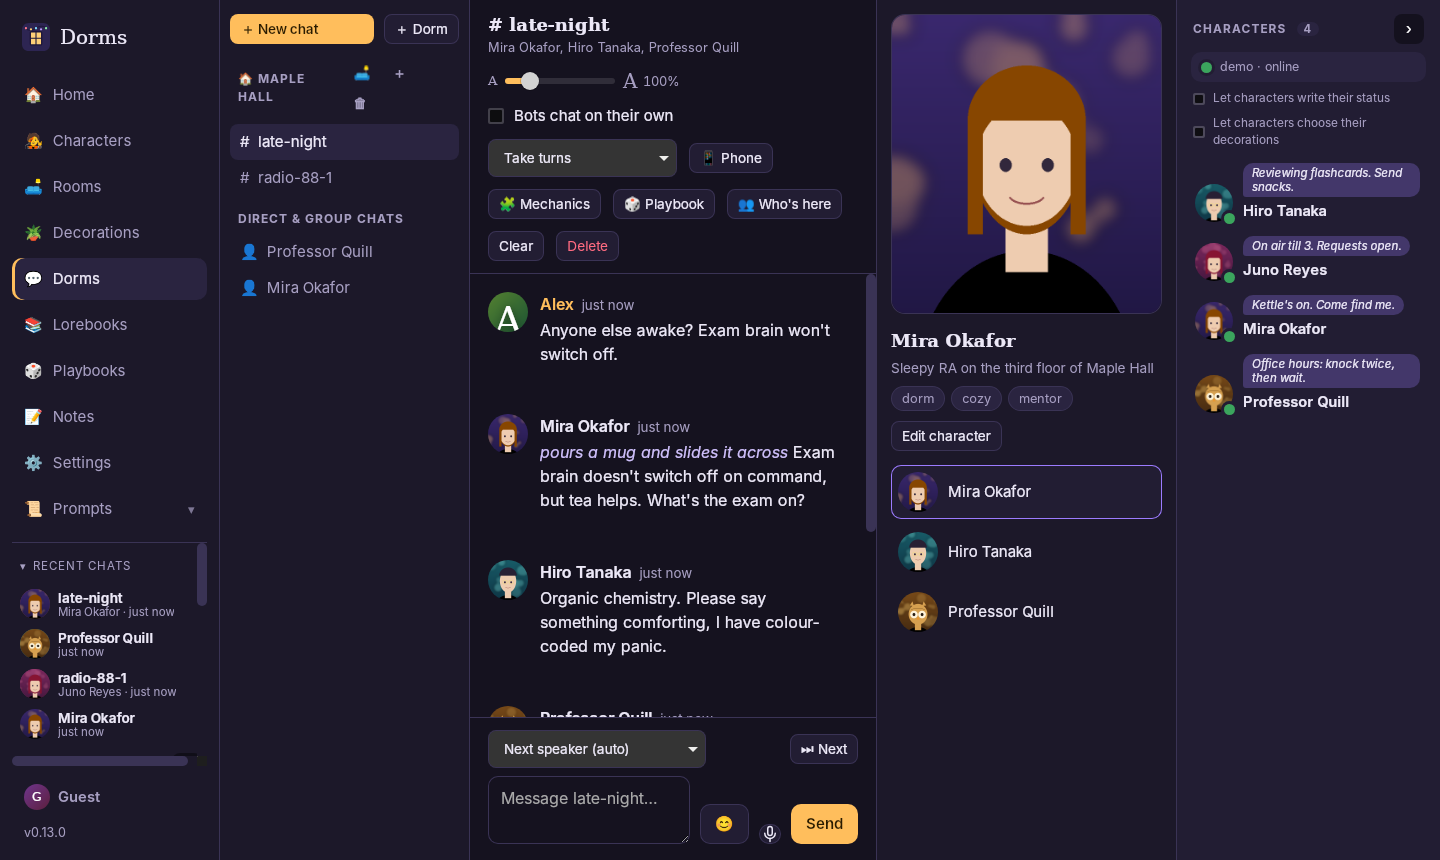 Dorms
Home
Characters
Rooms
Decorations
Dorms
Lorebooks
Playbooks
Notes
Settings
Prompts
RECENT CHATS
late-night
Mira Okafor · just now
Professor Quill
just now
radio-88-1
Juno Reyes · just now
Mira Okafor
just now
G Guest
v0.13.0
+ New chat
+ Dorm
MAPLE
HALL
+
# late-night
# radio-88-1
DIRECT & GROUP CHATS
Professor Quill
Mira Okafor
# late-night
Mira Okafor, Hiro Tanaka, Professor Quill
A A 100%
Bots chat on their own
Take turns
Phone
Mechanics
Playbook
Who's here
Clear
Delete
A
Alex just now
Anyone else awake? Exam brain won't
switch off.
Mira Okafor just now
pours a mug and slides it across Exam
brain doesn't switch off on command,
but tea helps. What's the exam on?
Hiro Tanaka just now
Organic chemistry. Please say
something comforting, I have colour-
coded my panic.
Professor Quill just now
Next speaker (auto)
Next
Message late-night...
Send
Mira Okafor
Sleepy RA on the third floor of Maple Hall
dorm cozy mentor
Edit character
Mira Okafor
Hiro Tanaka
Professor Quill
CHARACTERS 4
›
demo · online
Let characters write their status
Let characters choose their
decorations
Reviewing flashcards. Send
snacks.
Hiro Tanaka
On air till 3. Requests open.
Juno Reyes
Kettle's on. Come find me.
Mira Okafor
Office hours: knock twice,
then wait.
Professor Quill